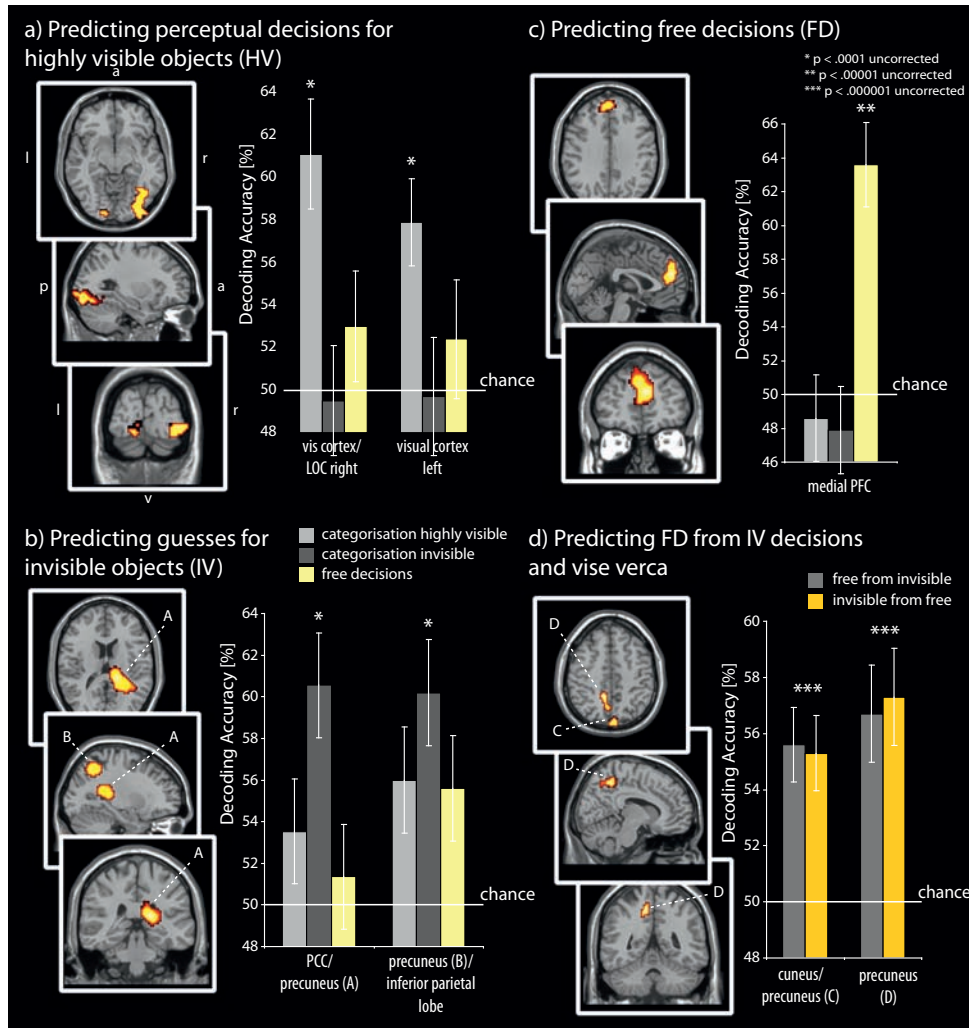 a) Predicting perceptual decisions for
highly visible objects (HV)
a
l
r
p
a
l
r
v
Decoding Accuracy [%]
64
62
60
58
56
54
52
50
48
*
*
chance
vis cortex/
LOC right
visual cortex
left
c) Predicting free decisions (FD)
* p < .0001 uncorrected
** p < .00001 uncorrected
*** p < .000001 uncorrected
**
Decoding Accuracy [%]
66
64
62
60
58
56
54
52
50
48
46
chance
medial PFC
b) Predicting guesses for
invisible objects (IV)
categorisation highly visible
categorisation invisible
free decisions
A
B
A
A
Decoding Accuracy [%]
64
62
60
58
56
54
52
51
50
48
*
*
chance
PCC/
precuneus (A)
precuneus (B)/
inferior parietal
lobe
d) Predicting FD from IV decisions
and vise verca
free from invisible
invisible from free
D
C
D
D
Decoding Accuracy [%]
60
58
56
54
52
50
48
***
***
chance
cuneus/
precuneus (C)
precuneus
(D)